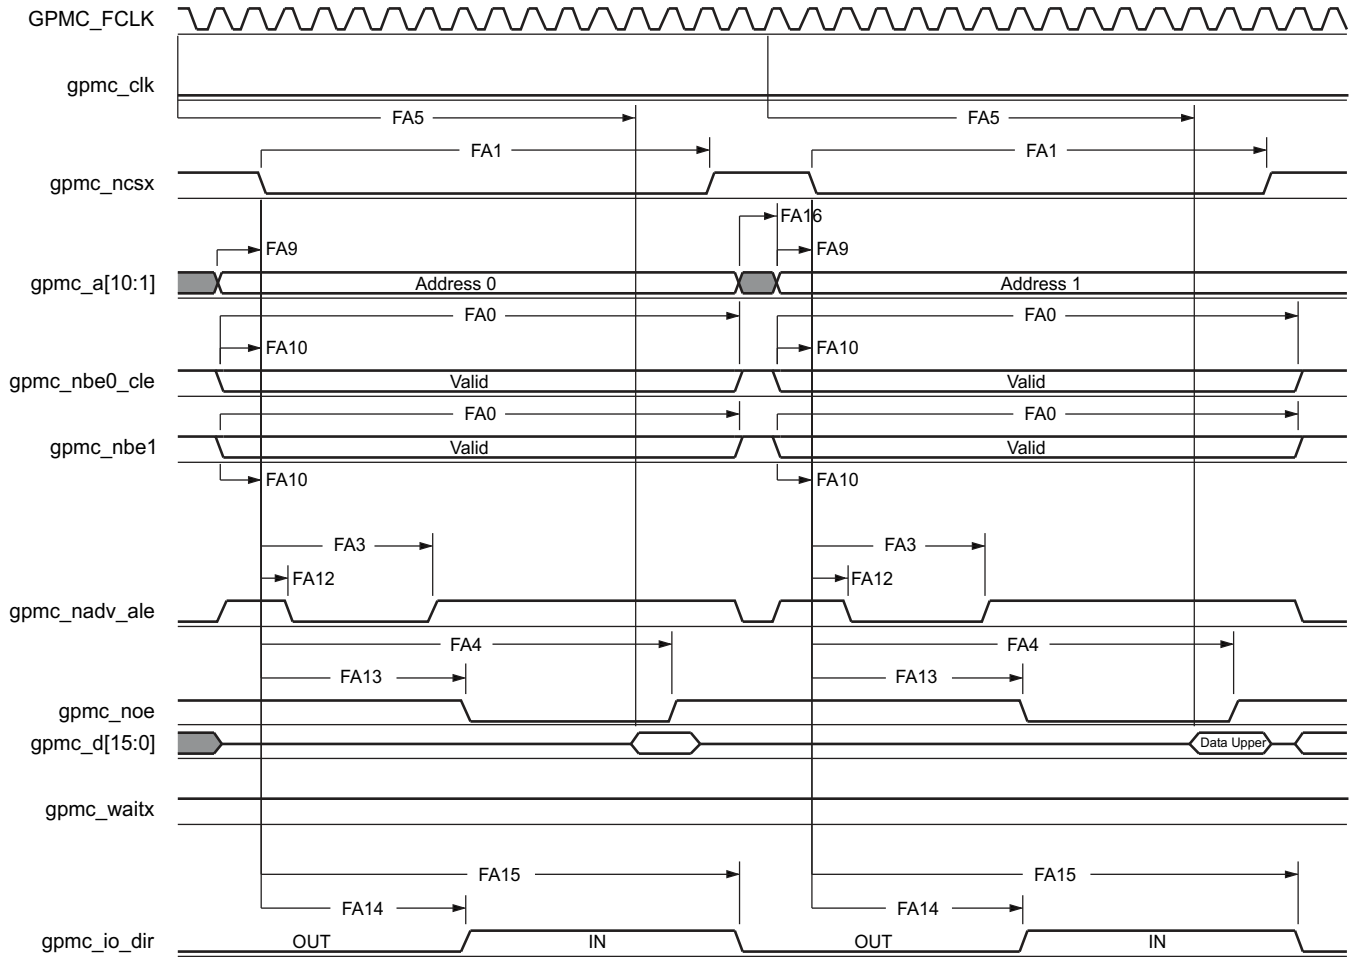 GPMC_FCLK
gpmc_clk
FA5 FA5
FA1 FA1
gpmc_ncsx
FA16
FA9 FA9
gpmc_a[10:1] Address 0 Address 1
FA0 FA0
FA10 FA10
gpmc_nbe0_cle Valid Valid
FA0 FA0
gpmc_nbe1 Valid Valid
FA10 FA10
FA3 FA3
FA12 FA12
gpmc_nadv_ale
FA4 FA4
FA13 FA13
gpmc_noe
gpmc_d[15:0] Data Upper
gpmc_waitx
FA15 FA15
FA14 FA14
gpmc_io_dir OUT IN OUT IN